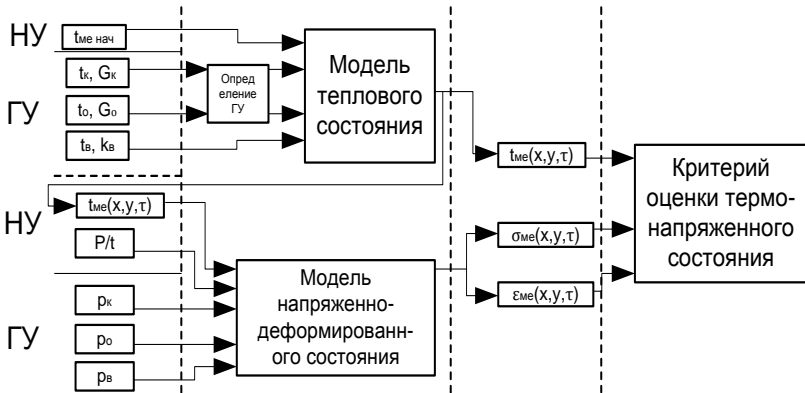 НУ
tме нач
tк, Gк
ГУ
tо, Gо
tв, kв
Опред
еление
ГУ
Модель
теплового
состояния
tме(x,y,τ)
Критерий
оценки термо-
напряженного
состояния
НУ
tме(x,y,τ)
P/t
σме(x,y,τ)
εме(x,y,τ)
ГУ
pк
pо
pв
Модель
напряженно-
деформированн-
ного состояния